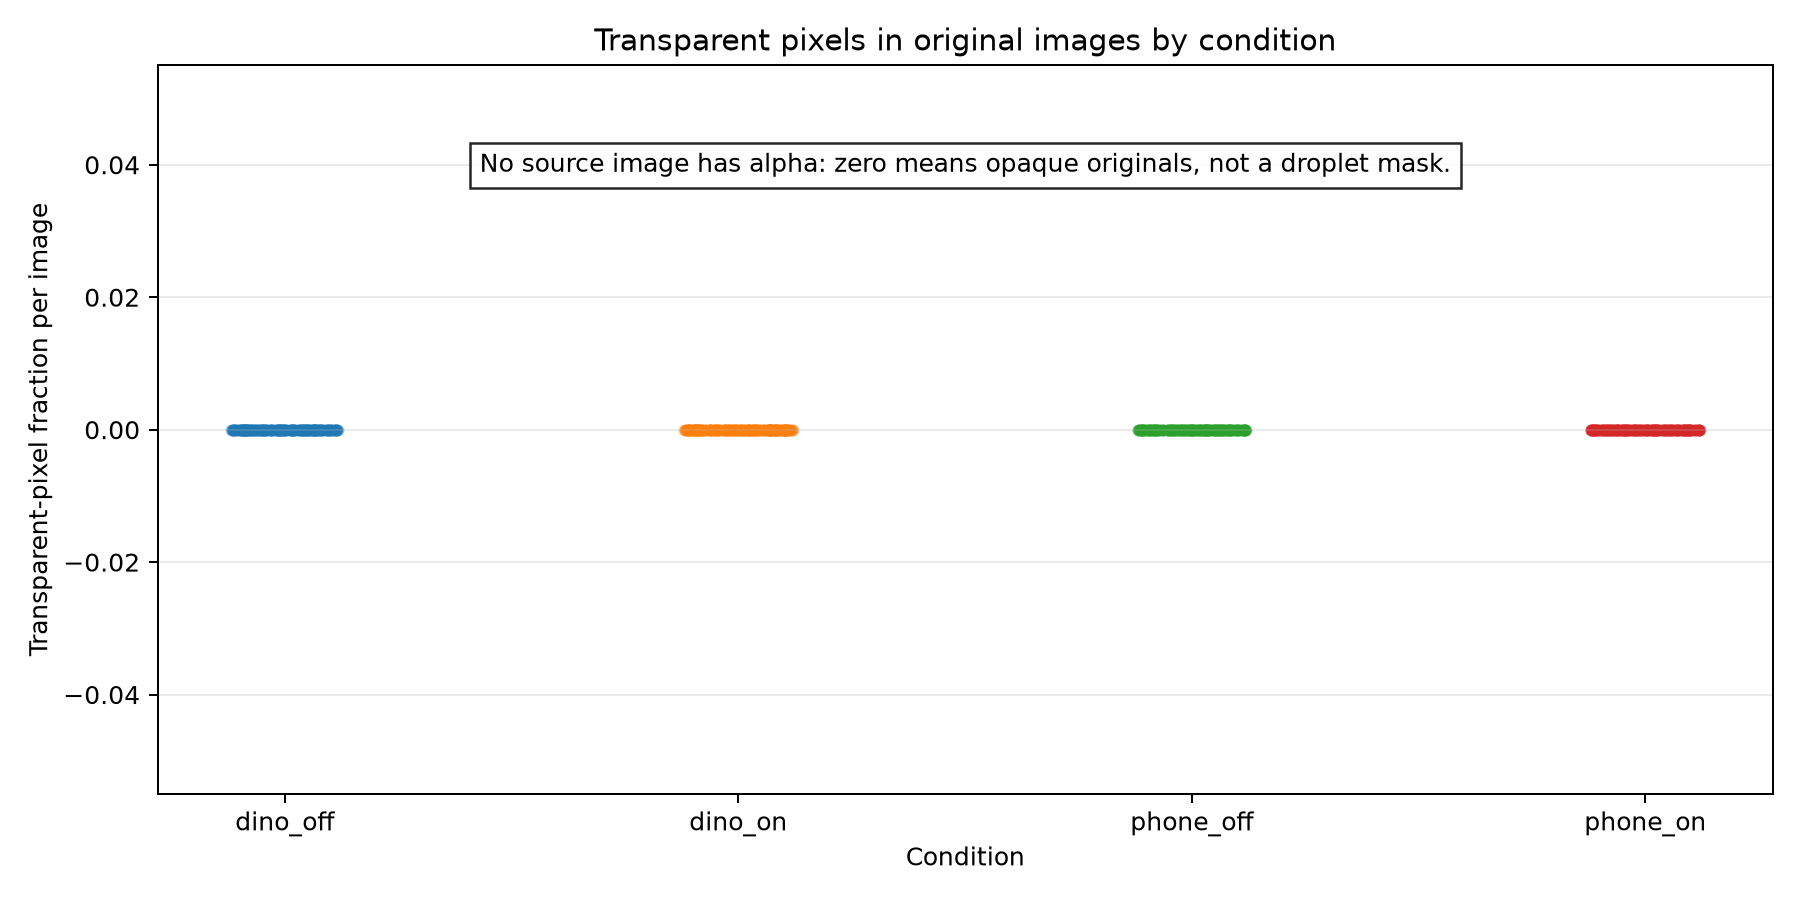 Transparent pixels in original images by condition
No source image has alpha: zero means opaque originals, not a droplet mask.
Transparent-pixel fraction per image
0.04
0.02
0.00
−0.02
−0.04
dino_off
dino_on
phone_off
phone_on
Condition